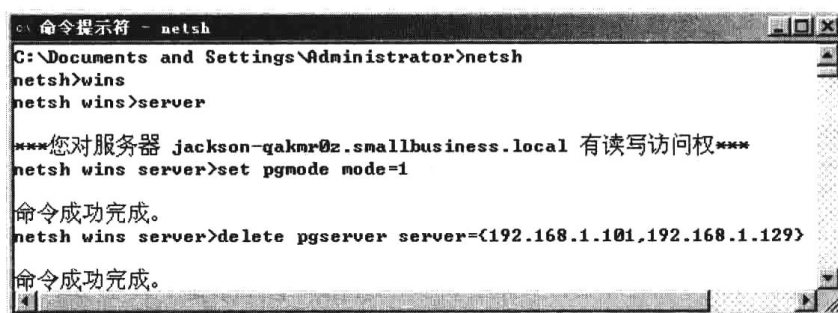 命令提示符 - netsh
C:\Documents and Settings\Administrator>netsh
netsh>wins
netsh wins>server
***您对服务器 jackson-qakmr0z.smallbusiness.local 有读写访问权***
netsh wins server>set pgmode mode=1
命令成功完成。
netsh wins server>delete pgserver server={192.168.1.101,192.168.1.129}
命令成功完成。